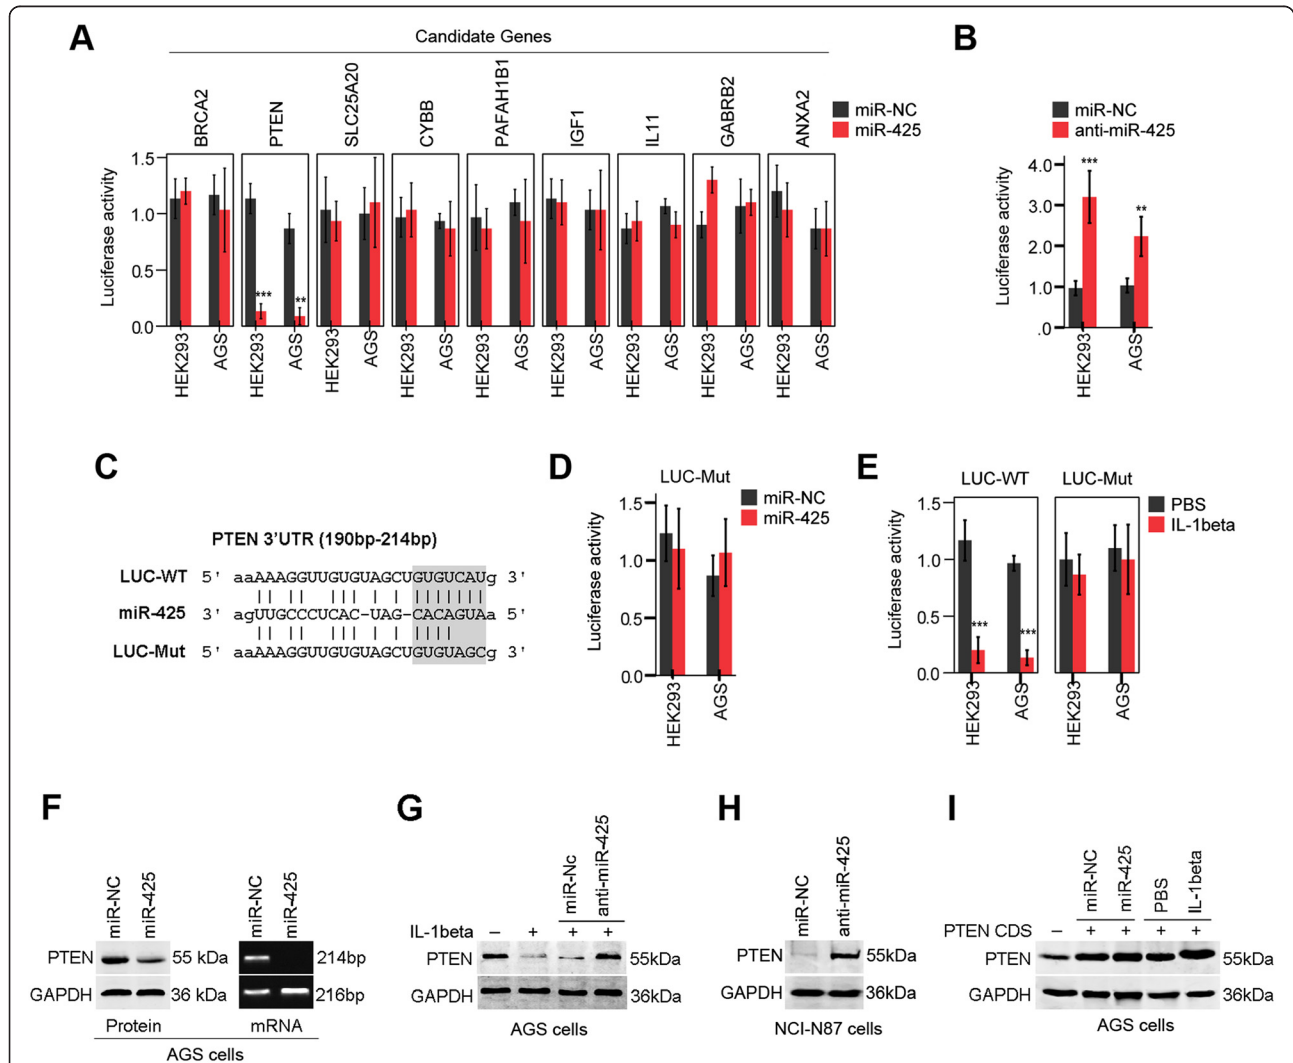 A
Candidate Genes
BRCA2
PTEN
SLC25A20
CYBB
PAFAH1B1
IGF1
IL11
GABRB2
ANXA2
miR-NC
miR-425
Luciferase activity
1.5
1.0
0.5
0.0
***
**
HEK293
AGS
HEK293
AGS
HEK293
AGS
HEK293
AGS
HEK293
AGS
HEK293
AGS
HEK293
AGS
HEK293
AGS
HEK293
AGS
B
miR-NC
anti-miR-425
Luciferase activity
4.0
3.0
2.0
1.0
.0
***
**
HEK293
AGS
C
PTEN 3'UTR (190bp-214bp)
LUC-WT 5' aaAAAGGUUGUGUAGCUGUGUCAUg 3'
miR-425 3' agUUGCCCUCAC-UAG-CACAGUAa 5'
LUC-Mut 5' aaAAAGGUUGUGUAGCUGUGUAGCg 3'
D
LUC-Mut
miR-NC
miR-425
Luciferase activity
1.5
1.0
0.5
0.0
HEK293
AGS
E
LUC-WT
LUC-Mut
PBS
IL-1beta
Luciferase activity
1.5
1.0
0.5
0.0
***
***
HEK293
AGS
HEK293
AGS
F
miR-NC
miR-425
miR-NC
miR-425
PTEN 55 kDa 214bp
GAPDH 36 kDa 216bp
Protein mRNA
AGS cells
G
miR-Nc
anti-miR-425
IL-1beta – + + +
PTEN 55kDa
GAPDH 36kDa
AGS cells
H
miR-NC
anti-miR-425
PTEN 55kDa
GAPDH 36kDa
NCI-N87 cells
I
miR-NC
miR-425
PBS
IL-1beta
PTEN CDS – + + + +
PTEN 55kDa
GAPDH 36kDa
AGS cells